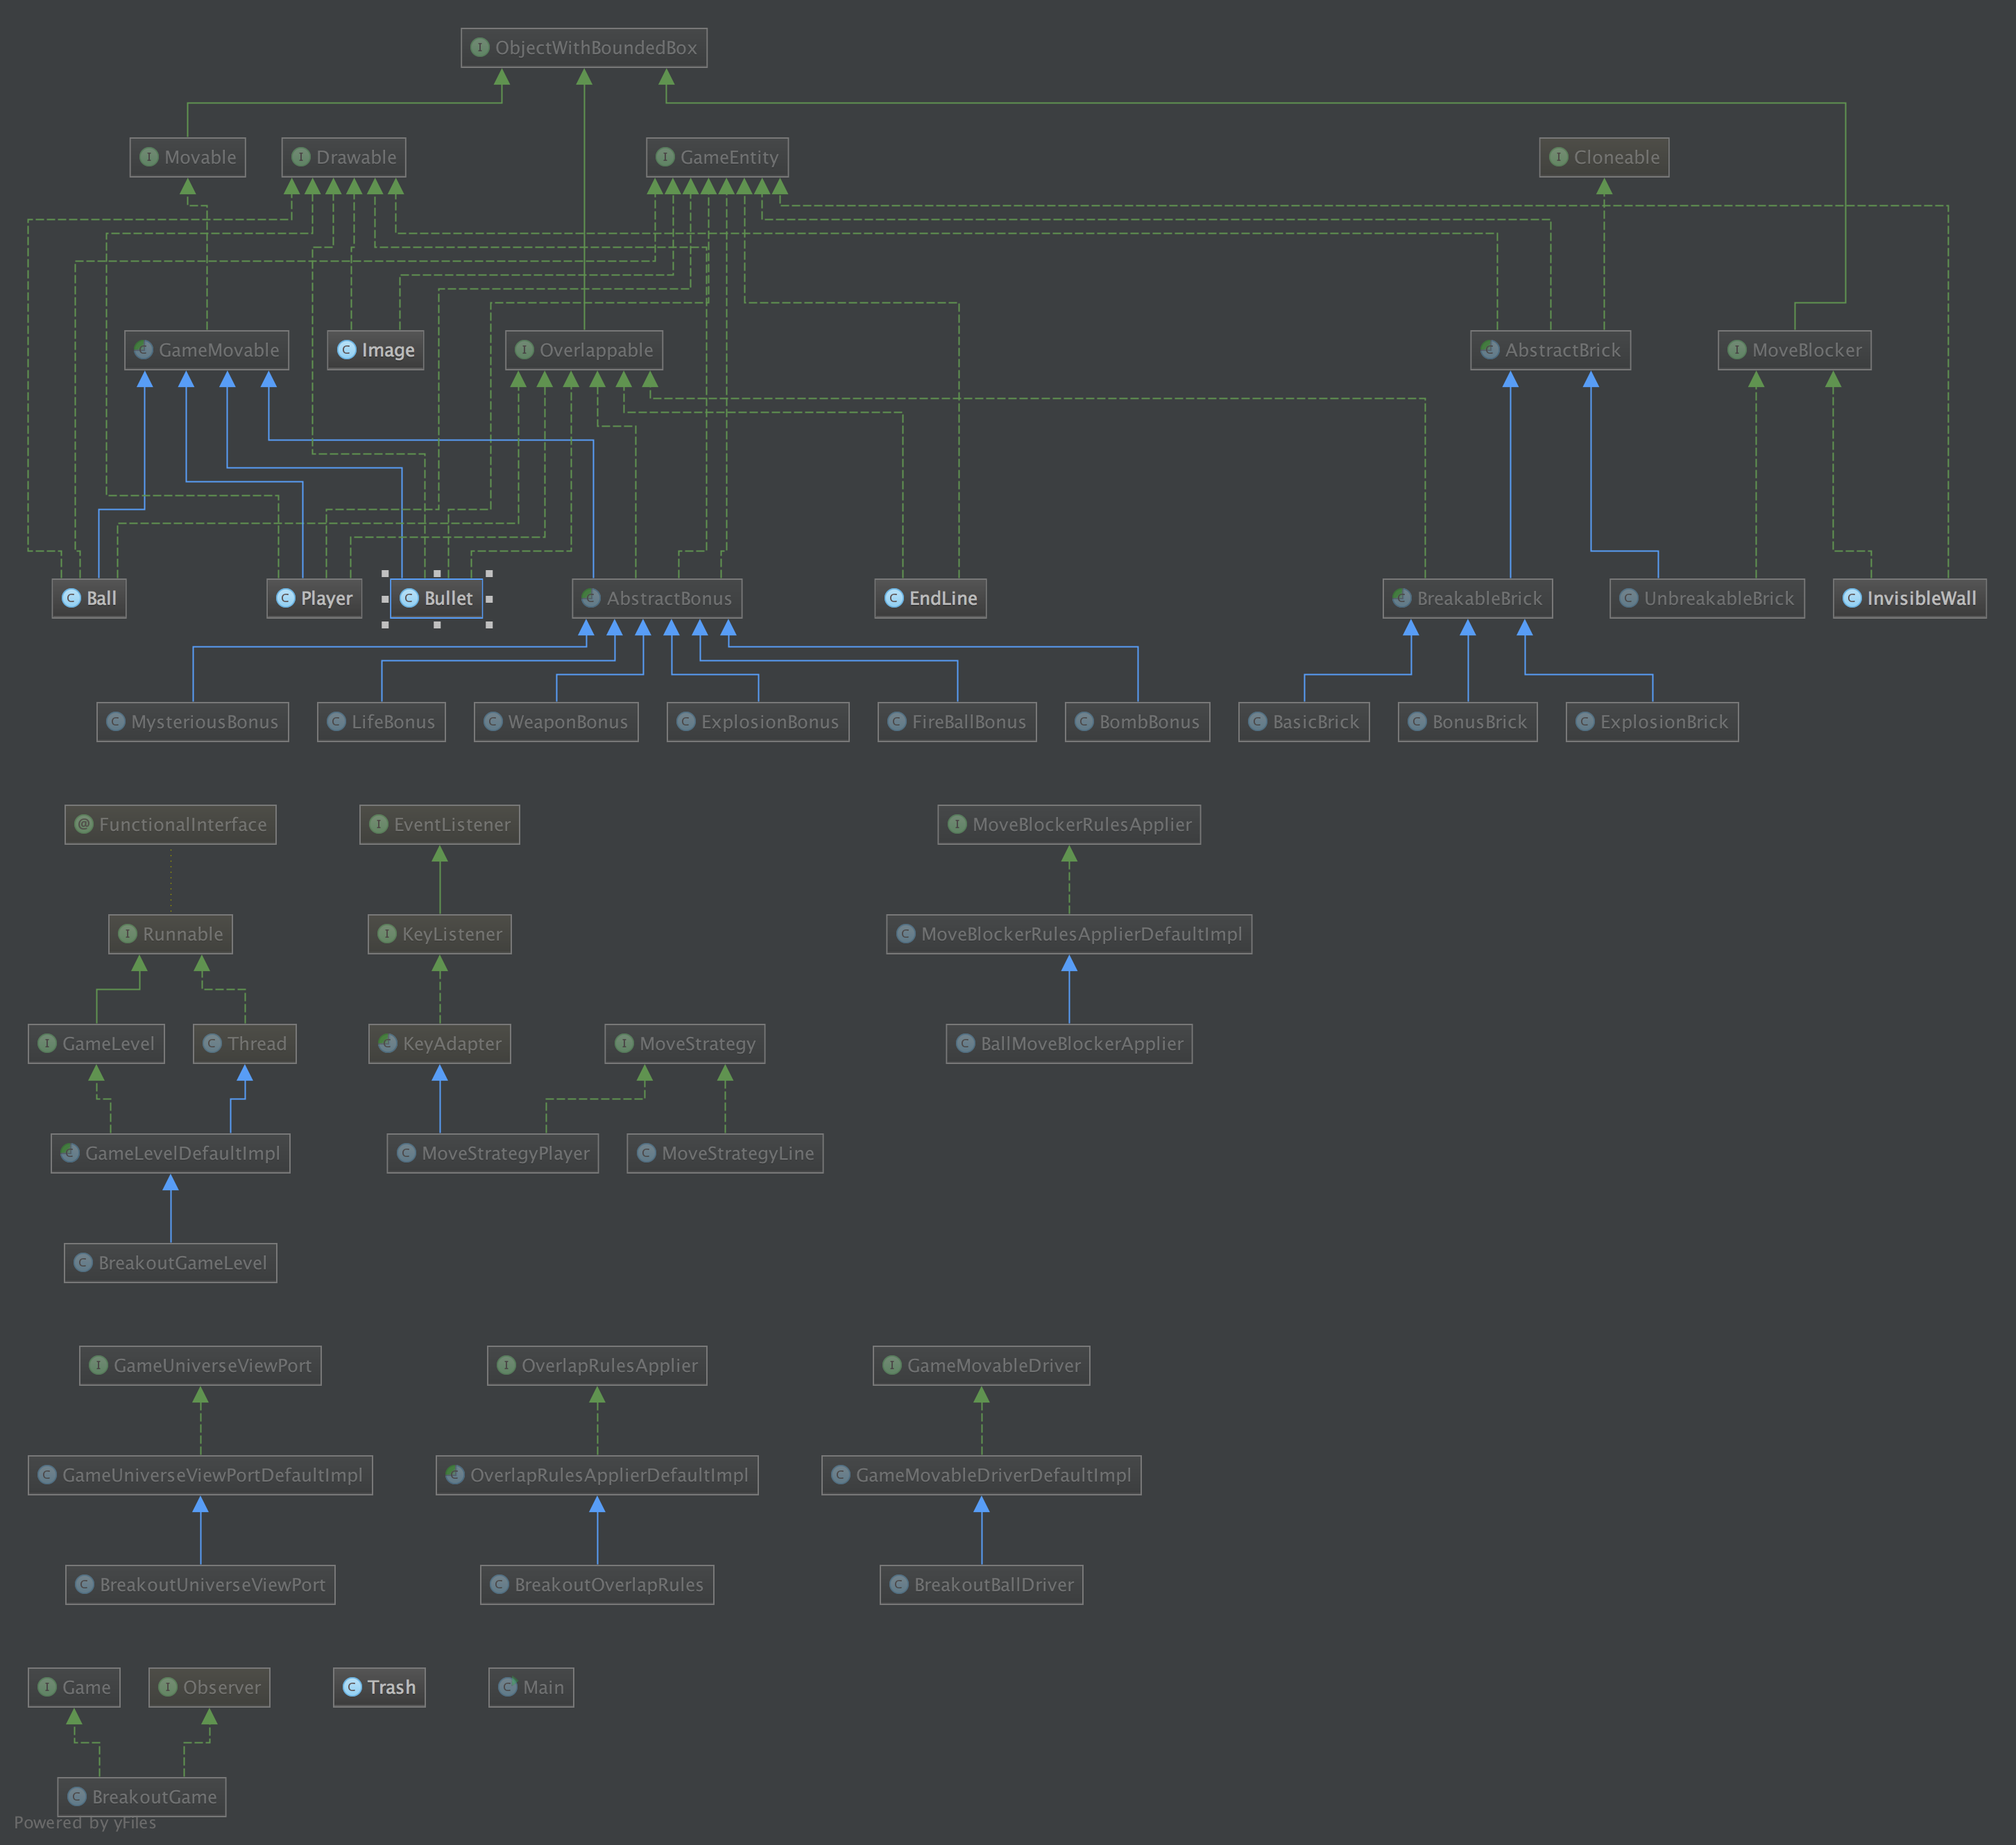 ObjectWithBoundedBox
Movable
Drawable
GameEntity
Cloneable
GameMovable
Image
Overlappable
AbstractBrick
MoveBlocker
Ball
Player
Bullet
AbstractBonus
EndLine
BreakableBrick
UnbreakableBrick
InvisibleWall
MysteriousBonus
LifeBonus
WeaponBonus
ExplosionBonus
FireBallBonus
BombBonus
BasicBrick
BonusBrick
ExplosionBrick
FunctionalInterface
EventListener
MoveBlockerRulesApplier
Runnable
KeyListener
MoveBlockerRulesApplierDefaultImpl
GameLevel
Thread
KeyAdapter
MoveStrategy
BallMoveBlockerApplier
GameLevelDefaultImpl
MoveStrategyPlayer
MoveStrategyLine
BreakoutGameLevel
GameUniverseViewPort
OverlapRulesApplier
GameMovableDriver
GameUniverseViewPortDefaultImpl
OverlapRulesApplierDefaultImpl
GameMovableDriverDefaultImpl
BreakoutUniverseViewPort
BreakoutOverlapRules
BreakoutBallDriver
Game
Observer
Trash
Main
BreakoutGame
Powered by yFiles